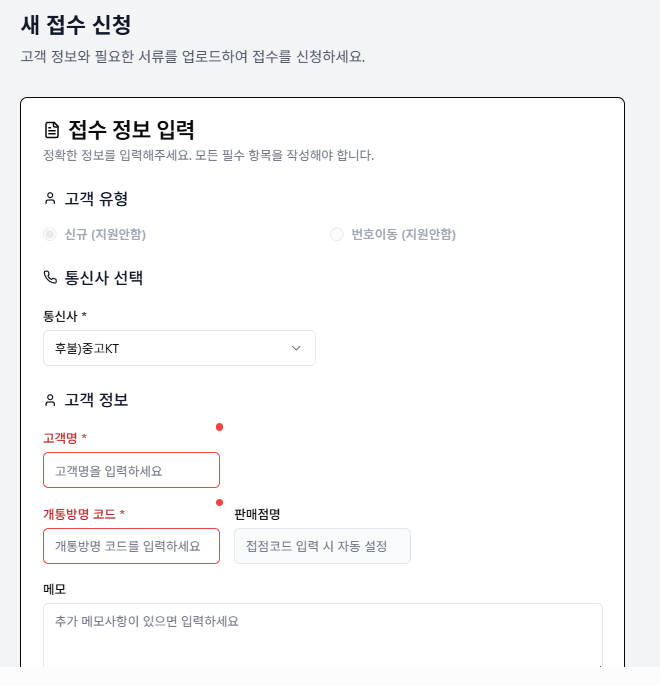 새 접수 신청
고객 정보와 필요한 서류를 업로드하여 접수를 신청하세요.
접수 정보 입력
정확한 정보를 입력해주세요. 모든 필수 항목을 작성해야 합니다.
고객 유형
신규 (지원안함) 번호이동 (지원안함)
통신사 선택
통신사 *
후불)중고KT
고객 정보
고객명 *
고객명을 입력하세요
개통방명 코드 * 판매점명
개통방명 코드를 입력하세요 접점코드 입력 시 자동 설정
메모
추가 메모사항이 있으면 입력하세요